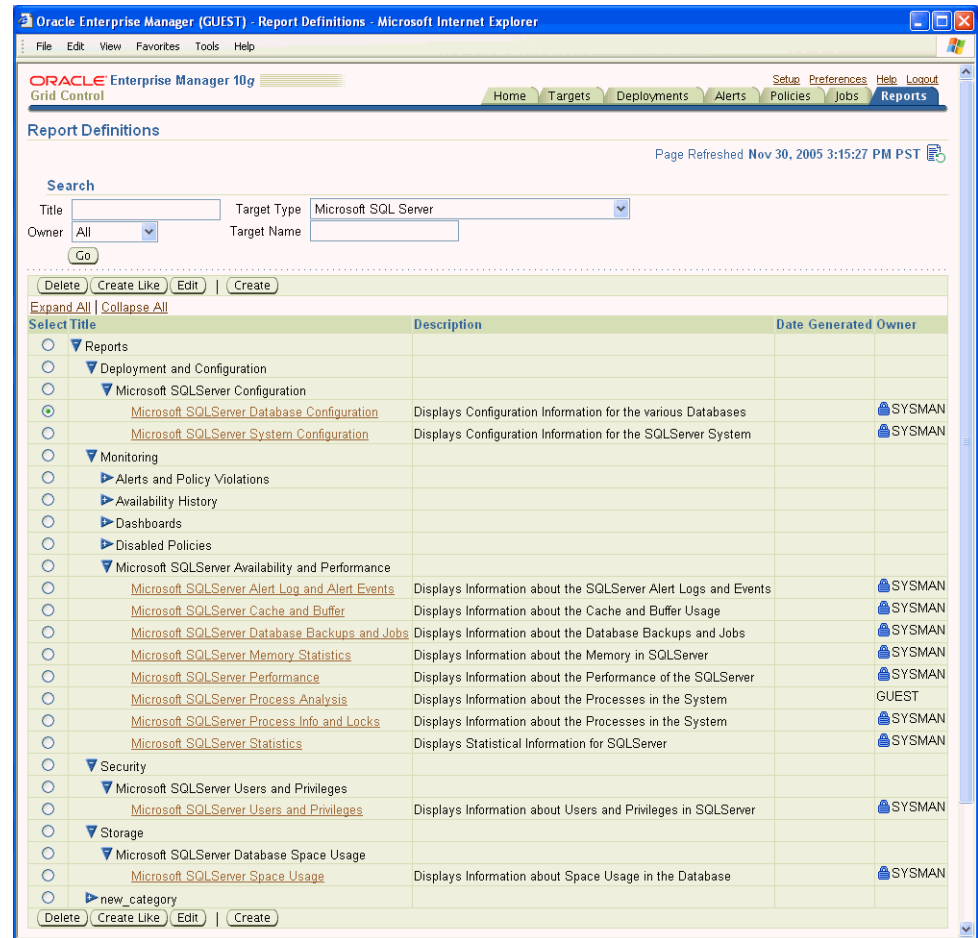 Oracle Enterprise Manager (GUEST) - Report Definitions - Microsoft Internet Explorer
File Edit View Favorites Tools Help
ORACLE Enterprise Manager 10g
Setup Preferences Help Logout
Grid Control
Home Targets Deployments Alerts Policies Jobs Reports
Report Definitions
Page Refreshed Nov 30, 2005 3:15:27 PM PST
Search
Title Target Type Microsoft SQL Server
Owner All Target Name
Go
Delete Create Like Edit | Create
Expand All | Collapse All
Select Title Description Date Generated Owner
Reports
Deployment and Configuration
Microsoft SQLServer Configuration
Microsoft SQLServer Database Configuration Displays Configuration Information for the various Databases SYSMAN
Microsoft SQLServer System Configuration Displays Configuration Information for the SQLServer System SYSMAN
Monitoring
Alerts and Policy Violations
Availability History
Dashboards
Disabled Policies
Microsoft SQLServer Availability and Performance
Microsoft SQLServer Alert Log and Alert Events Displays Information about the SQLServer Alert Logs and Events SYSMAN
Microsoft SQLServer Cache and Buffer Displays Information about the Cache and Buffer Usage SYSMAN
Microsoft SQLServer Database Backups and Jobs Displays Information about the Database Backups and Jobs SYSMAN
Microsoft SQLServer Memory Statistics Displays Information about the Memory in SQLServer SYSMAN
Microsoft SQLServer Performance Displays Information about the Performance of the SQLServer SYSMAN
Microsoft SQLServer Process Analysis Displays Information about the Processes in the System GUEST
Microsoft SQLServer Process Info and Locks Displays Information about the Processes in the System SYSMAN
Microsoft SQLServer Statistics Displays Statistical Information for SQLServer SYSMAN
Security
Microsoft SQLServer Users and Privileges
Microsoft SQLServer Users and Privileges Displays Information about Users and Privileges in SQLServer SYSMAN
Storage
Microsoft SQLServer Database Space Usage
Microsoft SQLServer Space Usage Displays Information about Space Usage in the Database SYSMAN
new_category
Delete Create Like Edit | Create